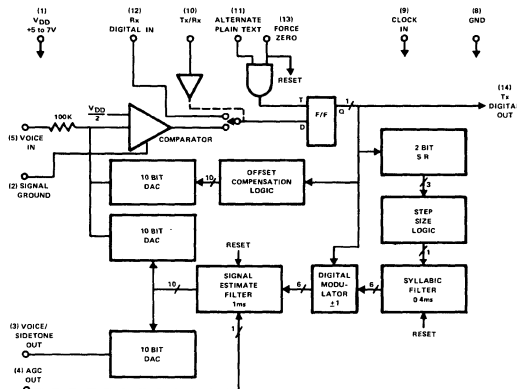 (1)
VDD
+5 to 7V
(12)
Rx
DIGITAL IN
(10)
Tx/Rx
(11)
ALTERNATE
PLAIN TEXT
(13)
FORCE
ZERO
(9)
CLOCK
IN
(8)
GND
RESET
(14)
Tx
DIGITAL
OUT
VDD
2
100K
(5) VOICE
IN
COMPARATOR
T
D
F/F
Q
1
(2) SIGNAL
GROUND
10 BIT
DAC
10
OFFSET
COMPENSATION
LOGIC
2 BIT
S R
3
10 BIT
DAC
STEP
SIZE
LOGIC
1
RESET
10
SIGNAL
ESTIMATE
FILTER
1ms
6
DIGITAL
MODU-
LATOR
±1
6
SYLLABIC
FILTER
0 4ms
RESET
1
(3) VOICE/
SIDETONE
OUT
10 BIT
DAC
(4) AGC
OUT